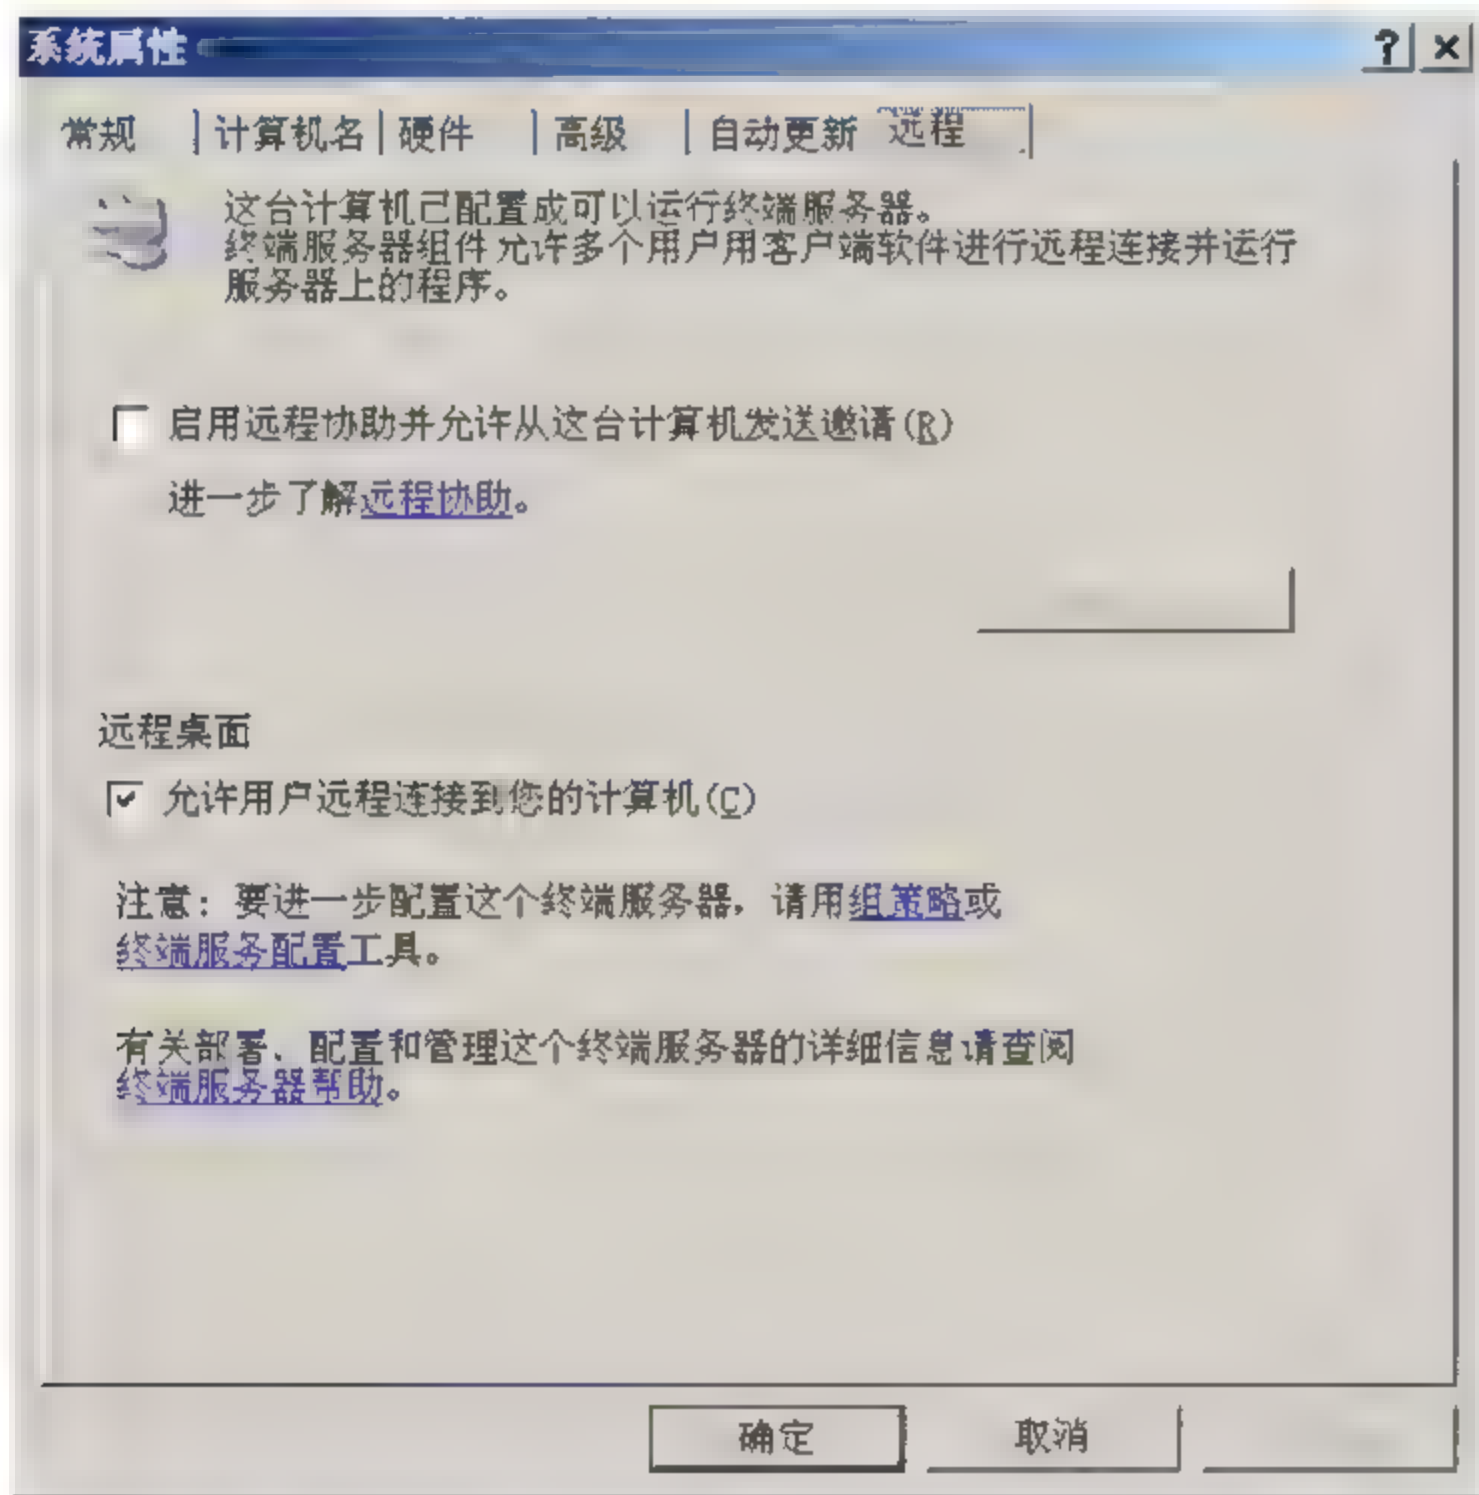 系统属性
常规 计算机名 硬件 高级 自动更新 远程
这台计算机已配置成可以运行终端服务器。
终端服务器组件允许多个用户用客户端软件进行远程连接并运行
服务器上的程序。
启用远程协助并允许从这台计算机发送邀请(R)
进一步了解远程协助。
远程桌面
允许用户远程连接到您的计算机(C)
注意: 要进一步配置这个终端服务器，请用组策略或
终端服务配置工具。
有关部署、配置和管理这个终端服务器的详细信息请查阅
终端服务器帮助。
确定 取消